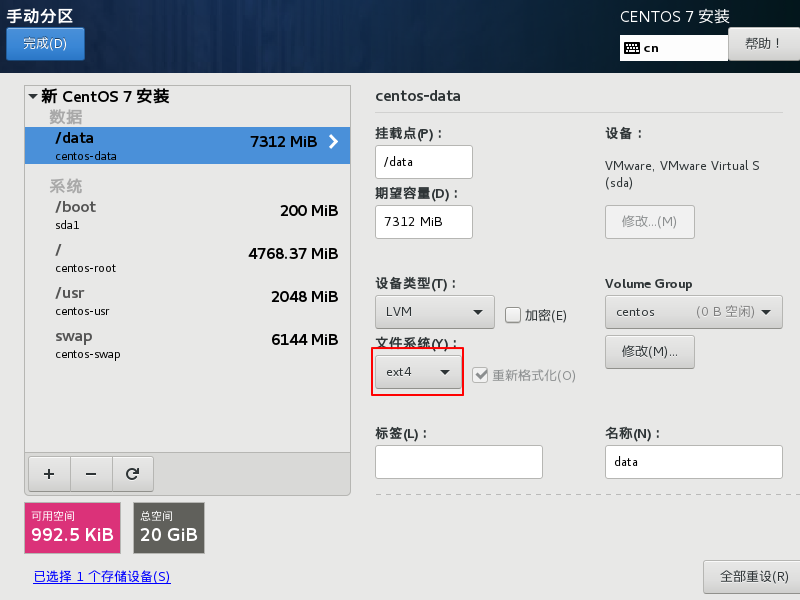 手动分区
CENTOS 7 安装
完成(D)
cn
帮助！
新 CentOS 7 安装
数据
/data
7312 MiB
centos-data
系统
/boot
200 MiB
sda1
/
4768.37 MiB
centos-root
/usr
2048 MiB
centos-usr
swap
6144 MiB
centos-swap
+ −
可用空间
992.5 KiB
总空间
20 GiB
已选择 1 个存储设备(S)
centos-data
挂载点(P)：
/data
期望容量(D)：
7312 MiB
设备：
VMware, VMware Virtual S
(sda)
修改...(M)
设备类型(T)：
LVM
加密(E)
Volume Group
centos (0 B 空闲)
修改(M)...
文件系统(Y)：
ext4
重新格式化(O)
标签(L)：
名称(N)：
data
全部重设(R)